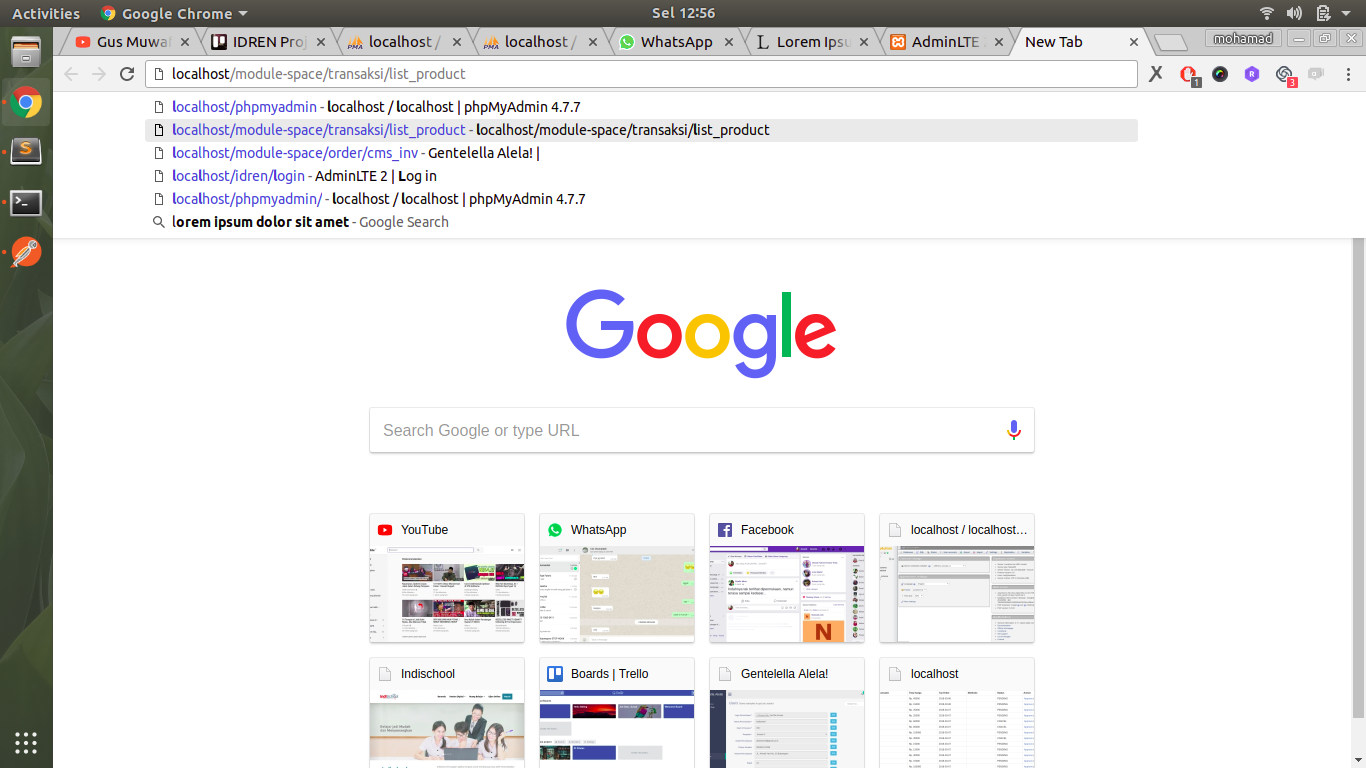 Activities Google Chrome Sel 12:56
Gus Muwaf IDREN Proj localhost / localhost / WhatsApp Lorem Ipsu AdminLTE 2 New Tab mohamad
localhost/module-space/transaksi/list_product X 1 R 3
localhost/phpmyadmin - localhost / localhost | phpMyAdmin 4.7.7
localhost/module-space/transaksi/list_product - localhost/module-space/transaksi/list_product
localhost/module-space/order/cms_inv - Gentelella Alela! |
localhost/idren/login - AdminLTE 2 | Log in
localhost/phpmyadmin/ - localhost / localhost | phpMyAdmin 4.7.7
lorem ipsum dolor sit amet - Google Search
Google
Search Google or type URL
YouTube WhatsApp Facebook localhost / localhost...
N
Indischool Boards | Trello Gentelella Alela! localhost